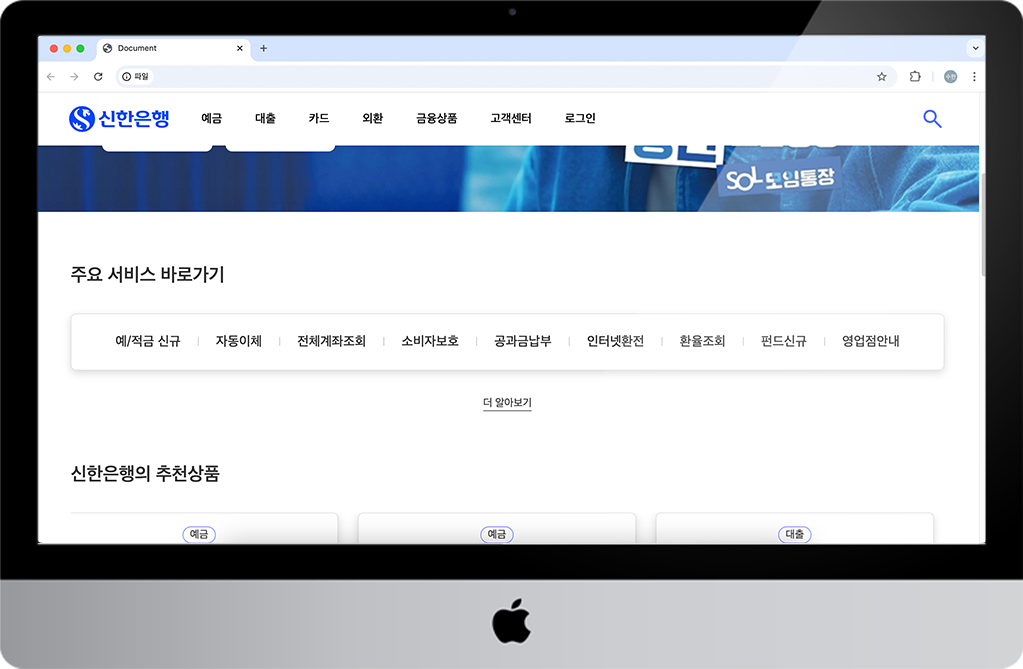 Document
파일
신한은행 예금 대출 카드 외환 금융상품 고객센터 로그인
SOL 모임통장
주요 서비스 바로가기
예/적금 신규 자동이체 전체계좌조회 소비자보호 공과금납부 인터넷환전 환율조회 펀드신규 영업점안내
더 알아보기
신한은행의 추천상품
예금 예금 대출